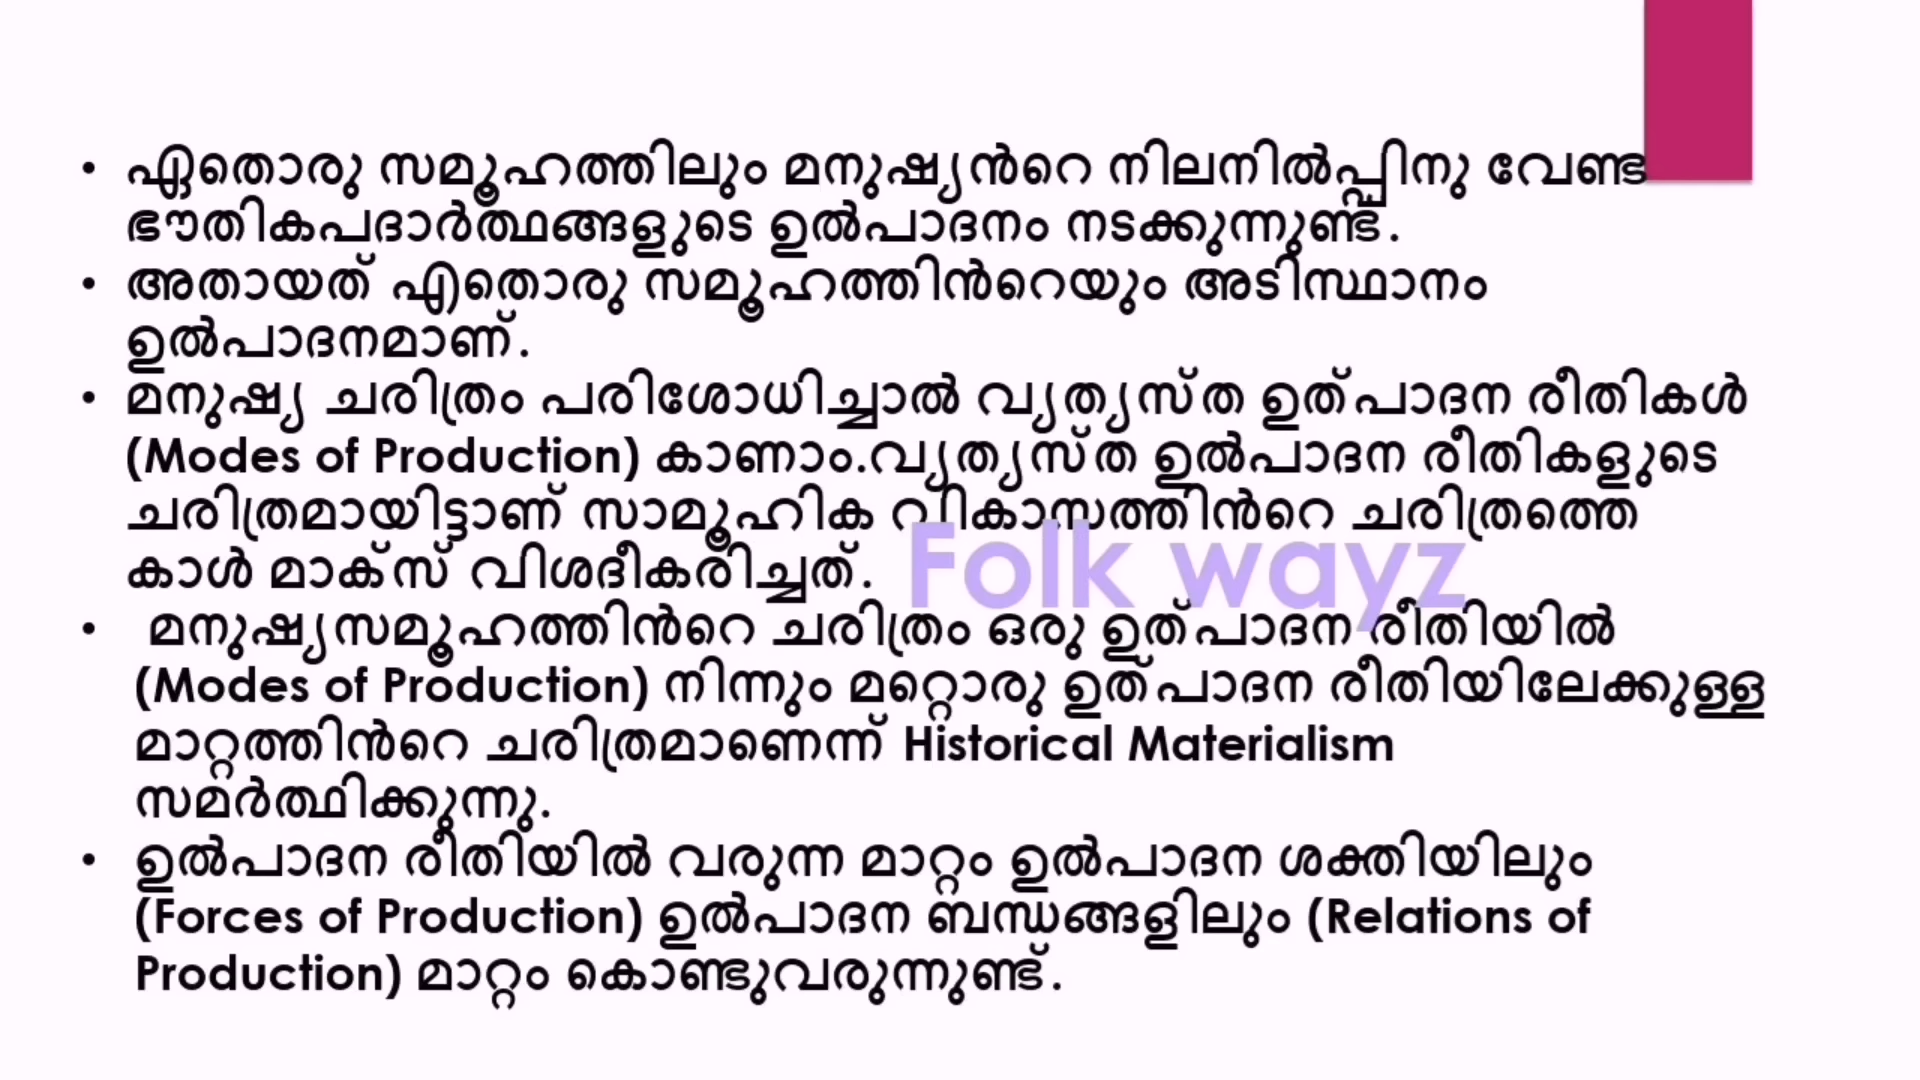 • ഏതൊരു സമൂഹത്തിലും മനുഷ്യൻറെ നിലനിൽപ്പിനു വേണ്ട
ഭൗതികപദാർത്ഥങ്ങളുടെ ഉൽപാദനം നടക്കുന്നുണ്ട്.
• അതായത് എതൊരു സമൂഹത്തിൻറെയും അടിസ്ഥാനം
ഉൽപാദനമാണ്.
• മനുഷ്യ ചരിത്രം പരിശോധിച്ചാൽ വ്യത്യസ്ത ഉത്പാദന രീതികൾ
(Modes of Production) കാണാം.വ്യത്യസ്ത ഉൽപാദന രീതികളുടെ
ചരിത്രമായിട്ടാണ് സാമൂഹിക വികാസത്തിൻറെ ചരിത്രത്തെ
കാൾ മാക്സ് വിശദീകരിച്ചത്.
Folk wayz
• മനുഷ്യസമൂഹത്തിൻറെ ചരിത്രം ഒരു ഉത്പാദന രീതിയിൽ
(Modes of Production) നിന്നും മറ്റൊരു ഉത്പാദന രീതിയിലേക്കുള്ള
മാറ്റത്തിൻറെ ചരിത്രമാണെന്ന് Historical Materialism
സമർത്ഥിക്കുന്നു.
• ഉൽപാദന രീതിയിൽ വരുന്ന മാറ്റം ഉൽപാദന ശക്തിയിലും
(Forces of Production) ഉൽപാദന ബന്ധങ്ങളിലും (Relations of
Production) മാറ്റം കൊണ്ടുവരുന്നുണ്ട്.